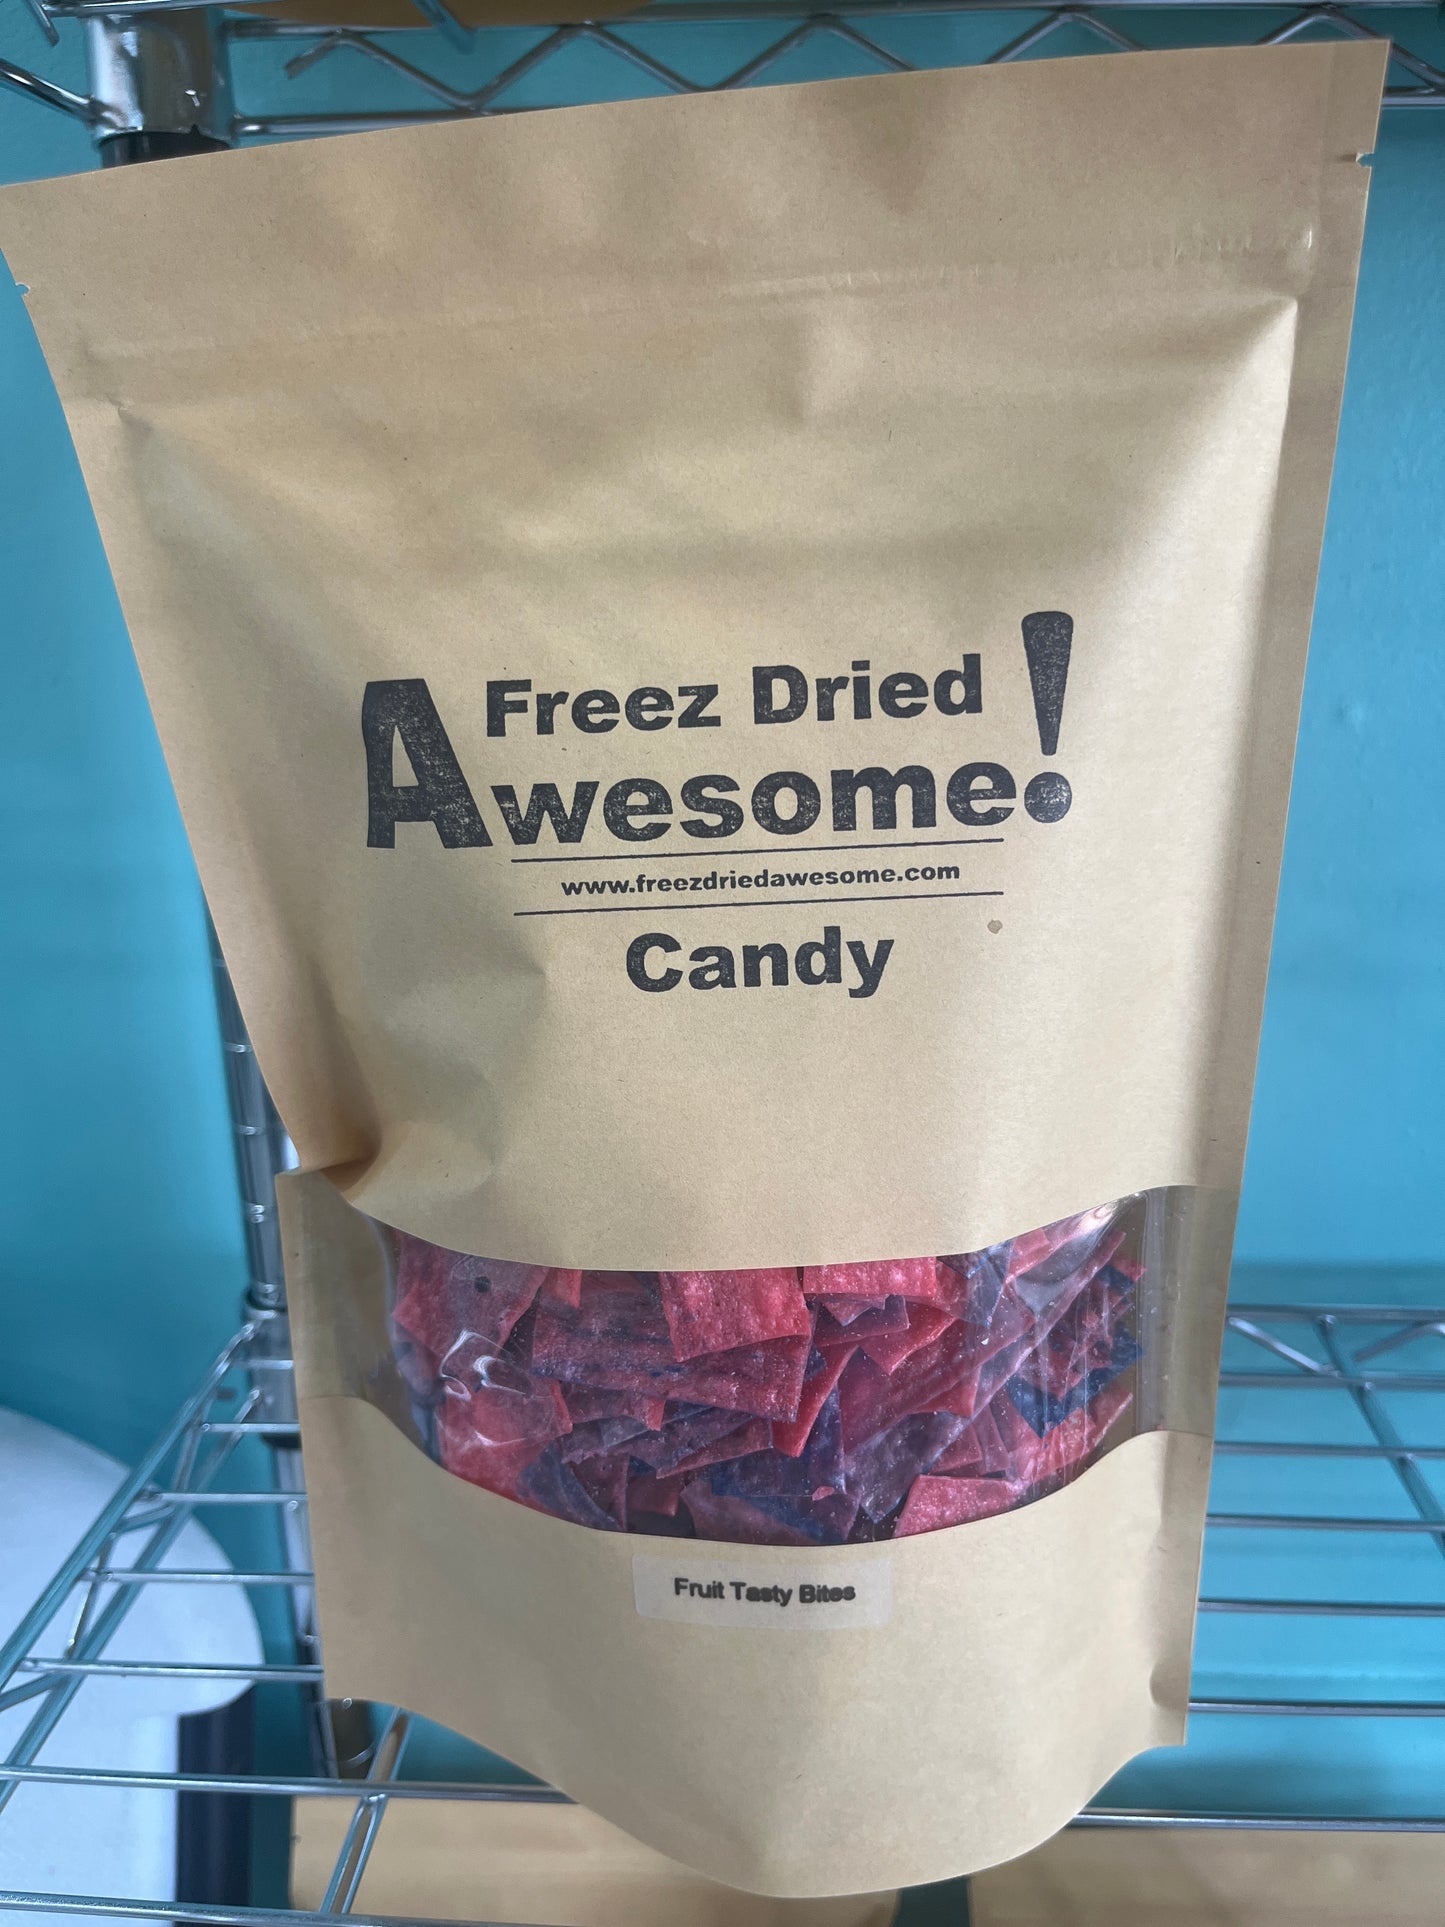 Freez Dried
Awesome!
www.freezdriedawesome.com
Candy
Fruit Tasty Bites